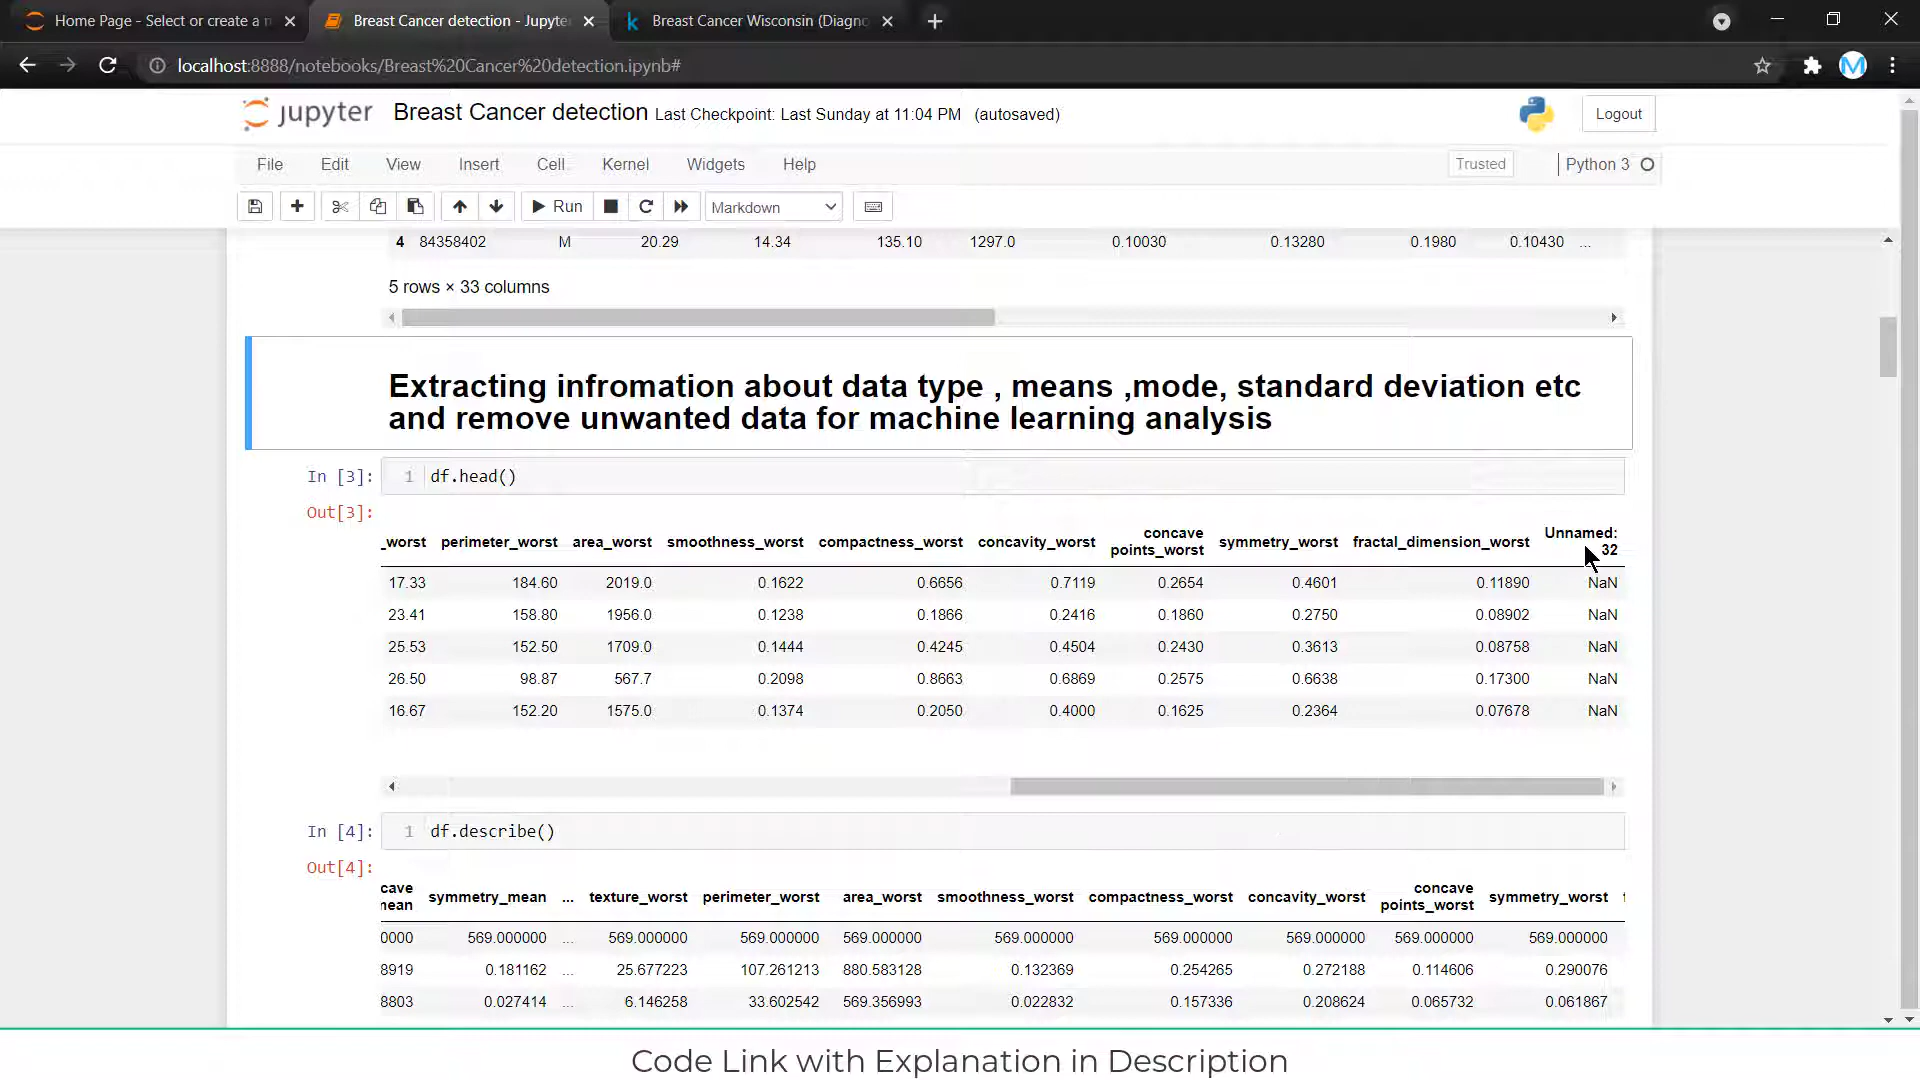 Home Page - Select or create a n
Breast Cancer detection - Jupyte
Breast Cancer Wisconsin (Diagno
localhost:8888/notebooks/Breast%20Cancer%20detection.ipynb#
jupyter Breast Cancer detection Last Checkpoint: Last Sunday at 11:04 PM (autosaved)
Logout
File Edit View Insert Cell Kernel Widgets Help
Trusted Python 3
Run Markdown
4 84358402 M 20.29 14.34 135.10 1297.0 0.10030 0.13280 0.1980 0.10430 ...
5 rows × 33 columns
Extracting infromation about data type , means ,mode, standard deviation etc
and remove unwanted data for machine learning analysis
In [3]: 1 df.head()
Out[3]:
_worst perimeter_worst area_worst smoothness_worst compactness_worst concavity_worst concave points_worst symmetry_worst fractal_dimension_worst Unnamed: 32
17.33 184.60 2019.0 0.1622 0.6656 0.7119 0.2654 0.4601 0.11890 NaN
23.41 158.80 1956.0 0.1238 0.1866 0.2416 0.1860 0.2750 0.08902 NaN
25.53 152.50 1709.0 0.1444 0.4245 0.4504 0.2430 0.3613 0.08758 NaN
26.50 98.87 567.7 0.2098 0.8663 0.6869 0.2575 0.6638 0.17300 NaN
16.67 152.20 1575.0 0.1374 0.2050 0.4000 0.1625 0.2364 0.07678 NaN
In [4]: 1 df.describe()
Out[4]:
cave mean symmetry_mean ... texture_worst perimeter_worst area_worst smoothness_worst compactness_worst concavity_worst concave points_worst symmetry_worst
0000 569.000000 ... 569.000000 569.000000 569.000000 569.000000 569.000000 569.000000 569.000000 569.000000
8919 0.181162 ... 25.677223 107.261213 880.583128 0.132369 0.254265 0.272188 0.114606 0.290076
8803 0.027414 ... 6.146258 33.602542 569.356993 0.022832 0.157336 0.208624 0.065732 0.061867
Code Link with Explanation in Description